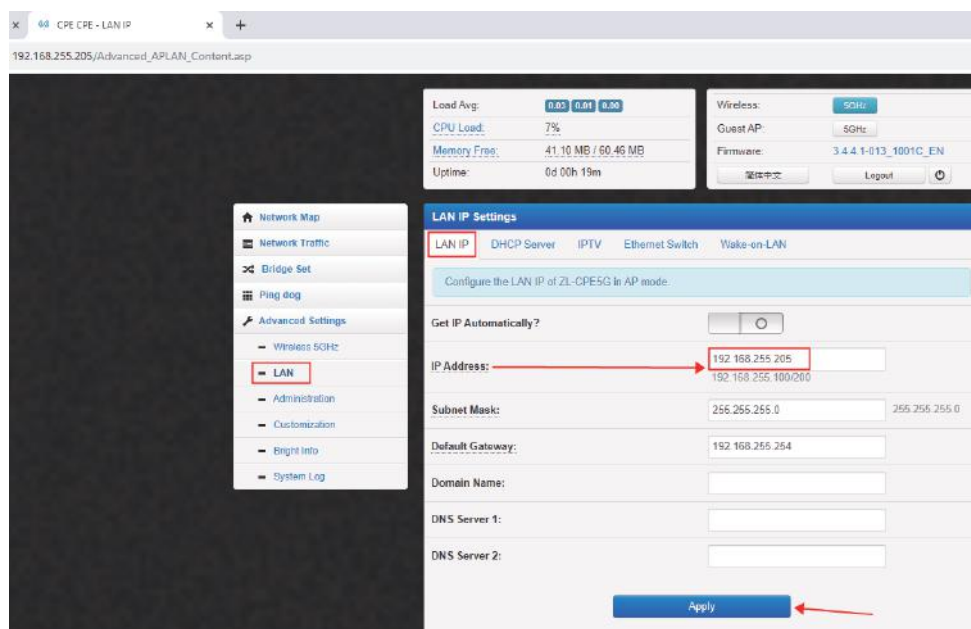 CPE CPE - LAN IP
192.168.255.205/Advanced_APLAN_Content.asp
Load Avg: 0.03 0.01 0.00
CPU Load: 7%
Memory Free: 41.10 MB / 60.46 MB
Uptime: 0d 00h 19m
Wireless: 5GHz
Guest AP: 5GHz
Firmware: 3.4.4.1-013_1001C_EN
简体中文 Logout
Network Map
Network Traffic
Bridge Set
Ping dog
Advanced Settings
Wireless 5GHz
LAN
Administration
Customization
Bright Info
System Log
LAN IP Settings
LAN IP DHCP Server IPTV Ethernet Switch Wake-on-LAN
Configure the LAN IP of ZL-CPE5G in AP mode.
Get IP Automatically?
IP Address: 192.168.255.205
192.168.255.100/200
Subnet Mask: 255.255.255.0 255.255.255.0
Default Gateway: 192.168.255.254
Domain Name:
DNS Server 1:
DNS Server 2:
Apply